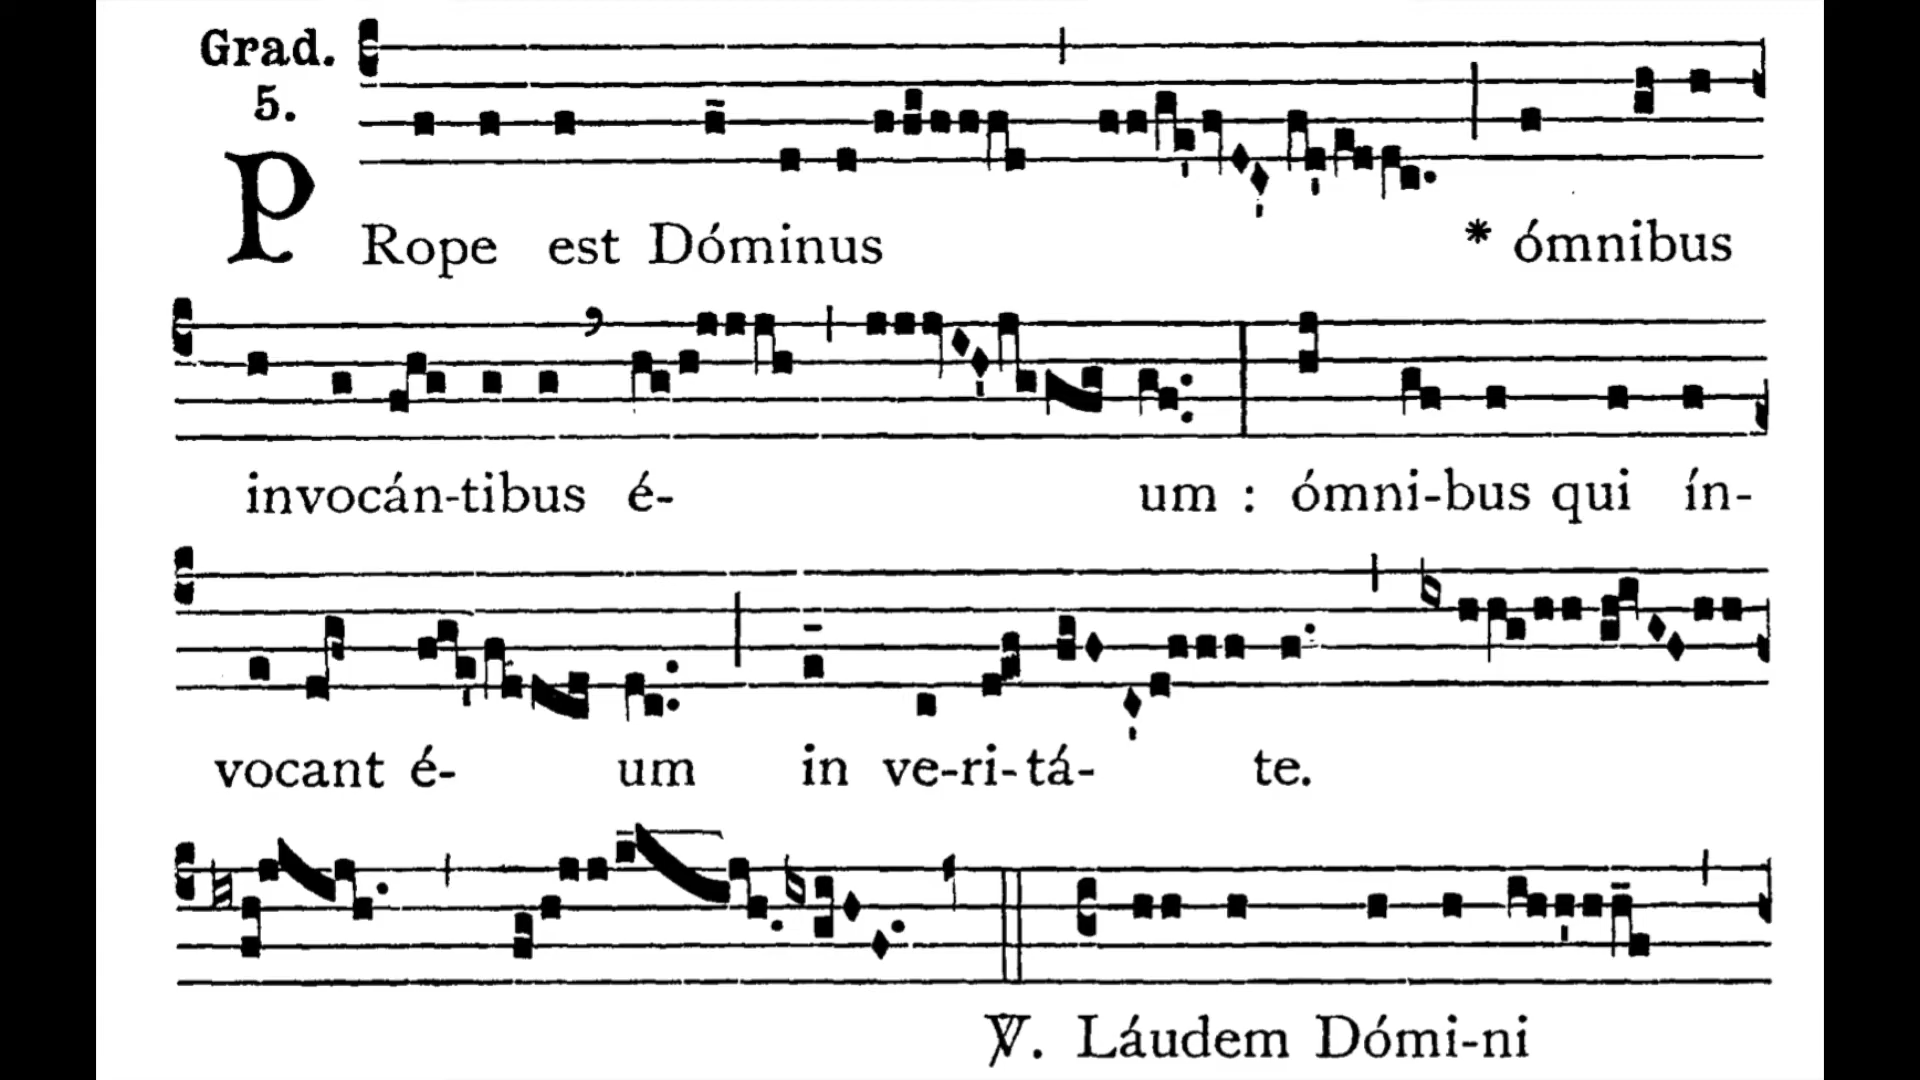 Grad.
5.
PRope est Dóminus * ómnibus
invocán-tibus é- um : ómni-bus qui ín-
vocant é- um in ve-ri-tá- te.
℣. Láudem Dómi-ni